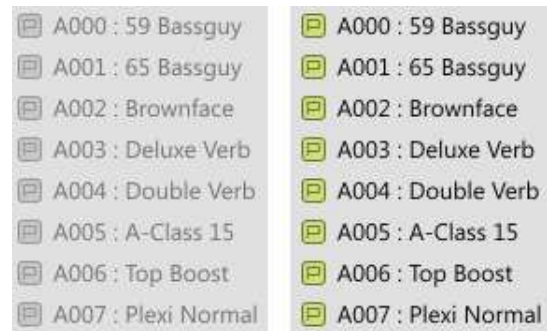 A000 : 59 Bassguy
A001 : 65 Bassguy
A002 : Brownface
A003 : Deluxe Verb
A004 : Double Verb
A005 : A-Class 15
A006 : Top Boost
A007 : Plexi Normal
A000 : 59 Bassguy
A001 : 65 Bassguy
A002 : Brownface
A003 : Deluxe Verb
A004 : Double Verb
A005 : A-Class 15
A006 : Top Boost
A007 : Plexi Normal